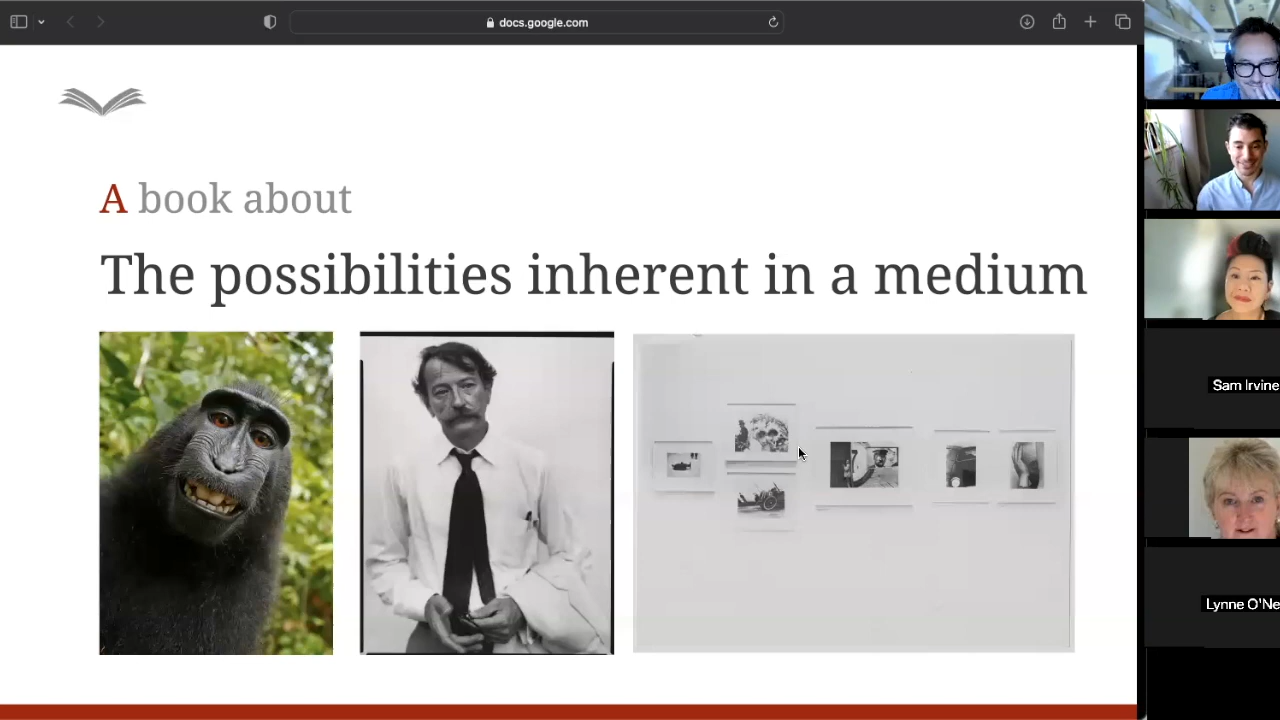 docs.google.com
A book about
The possibilities inherent in a medium
Sam Irvine
Lynne O'Ne